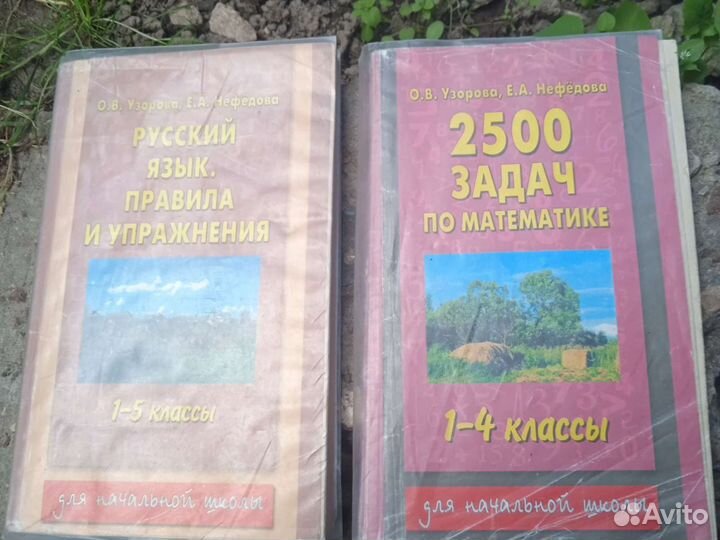 О.В. Узорова, Е.А. Нефёдова
РУССКИЙ
ЯЗЫК.
ПРАВИЛА
И УПРАЖНЕНИЯ
1-5 классы
для начальной школы
О.В. Узорова, Е.А. Нефёдова
2500
ЗАДАЧ
ПО МАТЕМАТИКЕ
1-4 классы
для начальной школы
Avito